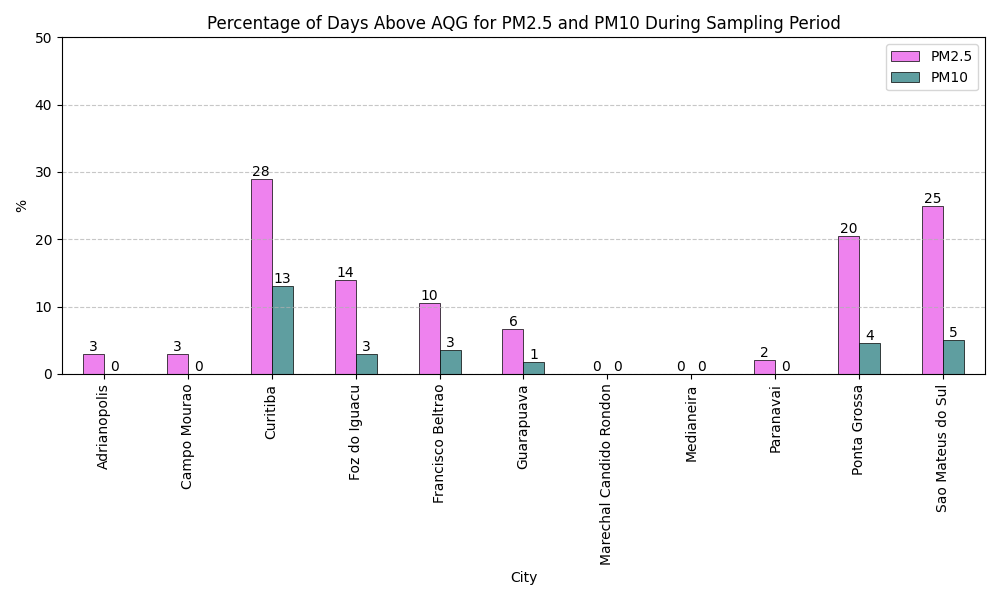 Percentage of Days Above AQG for PM2.5 and PM10 During Sampling Period
PM2.5
PM10
%
50
40
30
20
10
0
3 0
3 0
28 13
14 3
10 3
6 1
0 0
0 0
2 0
20 4
25 5
Adrianopolis
Campo Mourao
Curitiba
Foz do Iguacu
Francisco Beltrao
Guarapuava
Marechal Candido Rondon
Medianeira
Paranavai
Ponta Grossa
Sao Mateus do Sul
City